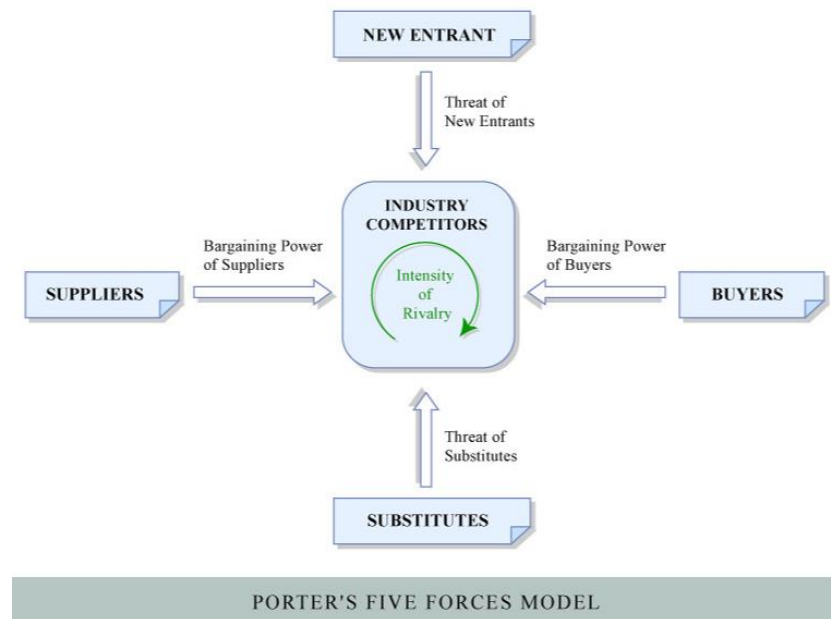 NEW ENTRANT
Threat of
New Entrants
INDUSTRY
COMPETITORS
Intensity
of
Rivalry
Bargaining Power
of Suppliers
SUPPLIERS
Bargaining Power
of Buyers
BUYERS
Threat of
Substitutes
SUBSTITUTES
PORTER'S FIVE FORCES MODEL